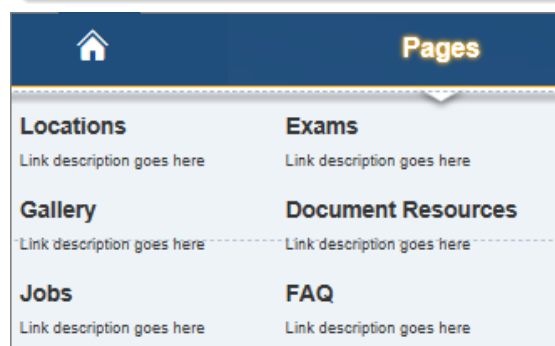 Pages
Locations
Link description goes here
Exams
Link description goes here
Gallery
Link description goes here
Document Resources
Link description goes here
Jobs
Link description goes here
FAQ
Link description goes here